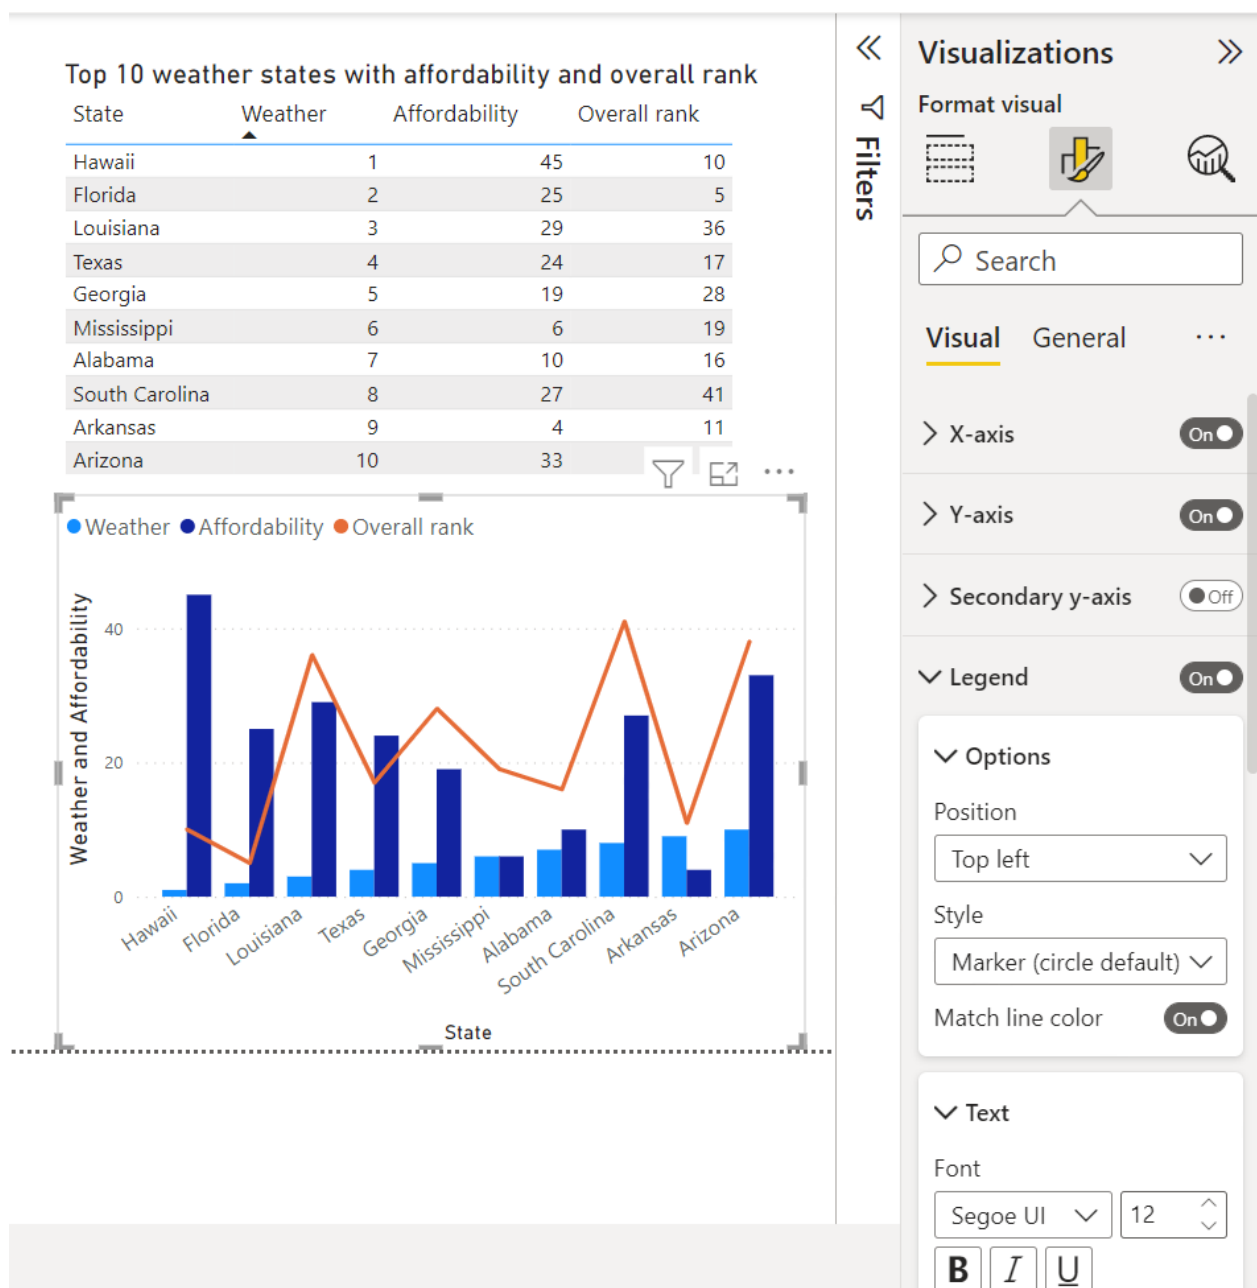 Top 10 weather states with affordability and overall rank
State Weather Affordability Overall rank
Hawaii 1 45 10
Florida 2 25 5
Louisiana 3 29 36
Texas 4 24 17
Georgia 5 19 28
Mississippi 6 6 19
Alabama 7 10 16
South Carolina 8 27 41
Arkansas 9 4 11
Arizona 10 33
Weather Affordability Overall rank
Weather and Affordability
40
20
0
Hawaii Florida Louisiana Texas Georgia Mississippi Alabama South Carolina Arkansas Arizona
State
Filters
Visualizations
Format visual
Search
Visual General
X-axis On
Y-axis On
Secondary y-axis Off
Legend On
Options
Position
Top left
Style
Marker (circle default)
Match line color On
Text
Font
Segoe UI 12
B I U